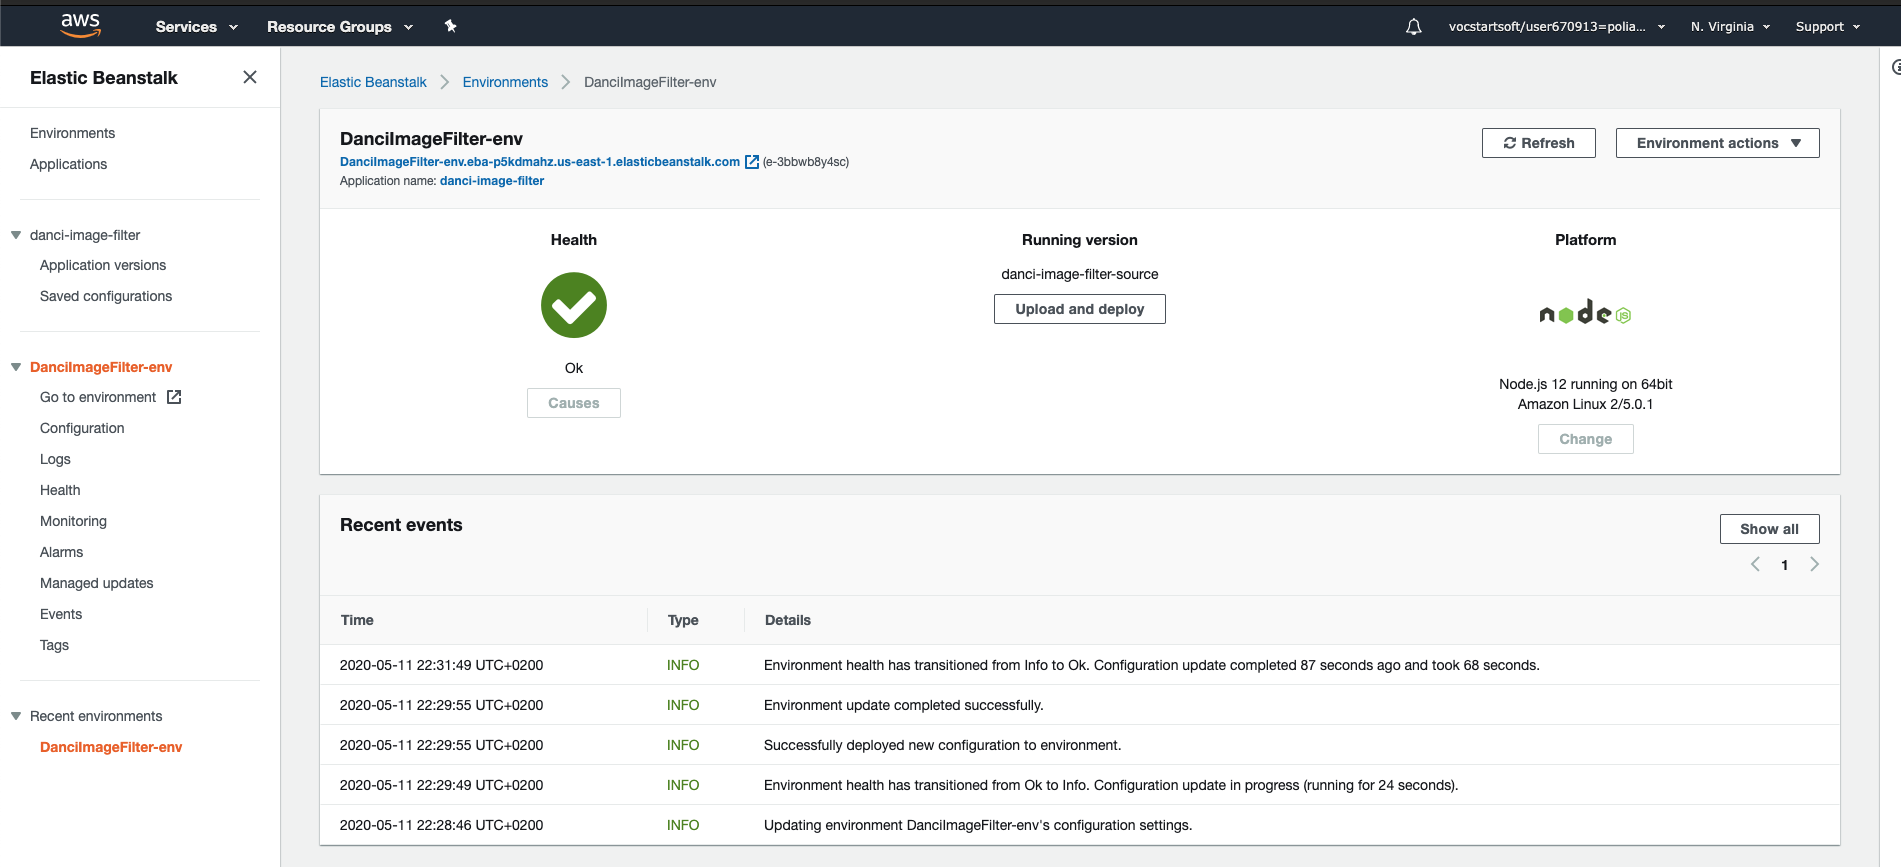 aws
Services
Resource Groups
vocstartsoft/user670913=polia...
N. Virginia
Support
Elastic Beanstalk
Environments
Applications
danci-image-filter
Application versions
Saved configurations
DanciImageFilter-env
Go to environment
Configuration
Logs
Health
Monitoring
Alarms
Managed updates
Events
Tags
Recent environments
DanciImageFilter-env
Elastic Beanstalk
Environments
DanciImageFilter-env
DanciImageFilter-env
DanciImageFilter-env.eba-p5kdmahz.us-east-1.elasticbeanstalk.com (e-3bbwb8y4sc)
Application name: danci-image-filter
Refresh
Environment actions
Health
Ok
Causes
Running version
danci-image-filter-source
Upload and deploy
Platform
node JS
Node.js 12 running on 64bit
Amazon Linux 2/5.0.1
Change
Recent events
Show all
1
Time Type Details
2020-05-11 22:31:49 UTC+0200 INFO Environment health has transitioned from Info to Ok. Configuration update completed 87 seconds ago and took 68 seconds.
2020-05-11 22:29:55 UTC+0200 INFO Environment update completed successfully.
2020-05-11 22:29:55 UTC+0200 INFO Successfully deployed new configuration to environment.
2020-05-11 22:29:49 UTC+0200 INFO Environment health has transitioned from Ok to Info. Configuration update in progress (running for 24 seconds).
2020-05-11 22:28:46 UTC+0200 INFO Updating environment DanciImageFilter-env's configuration settings.